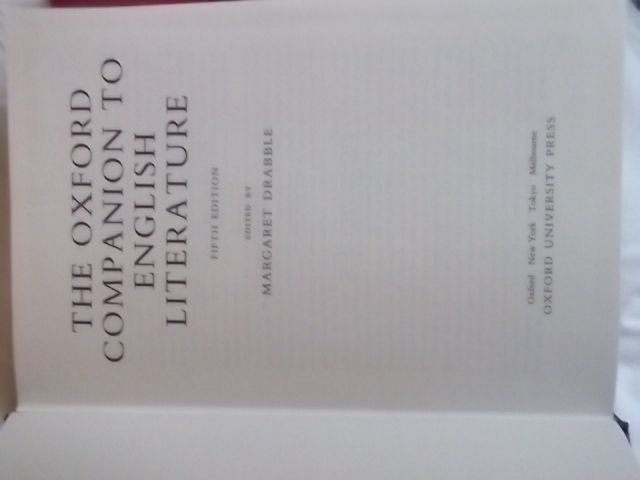 THE OXFORD
COMPANION TO
ENGLISH
LITERATURE
FIFTH EDITION
EDITED BY
MARGARET DRABBLE
Oxford New York Tokyo Melbourne
OXFORD UNIVERSITY PRESS